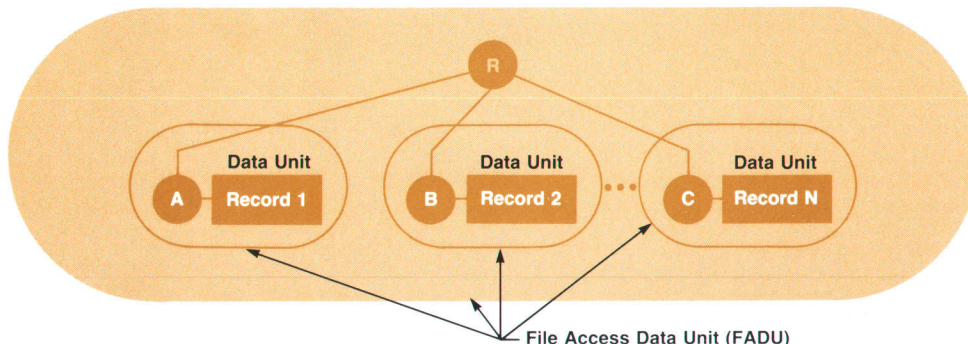 R
Data Unit
Data Unit
Data Unit
A
Record 1
B
Record 2
•••
C
Record N
File Access Data Unit (FADU)